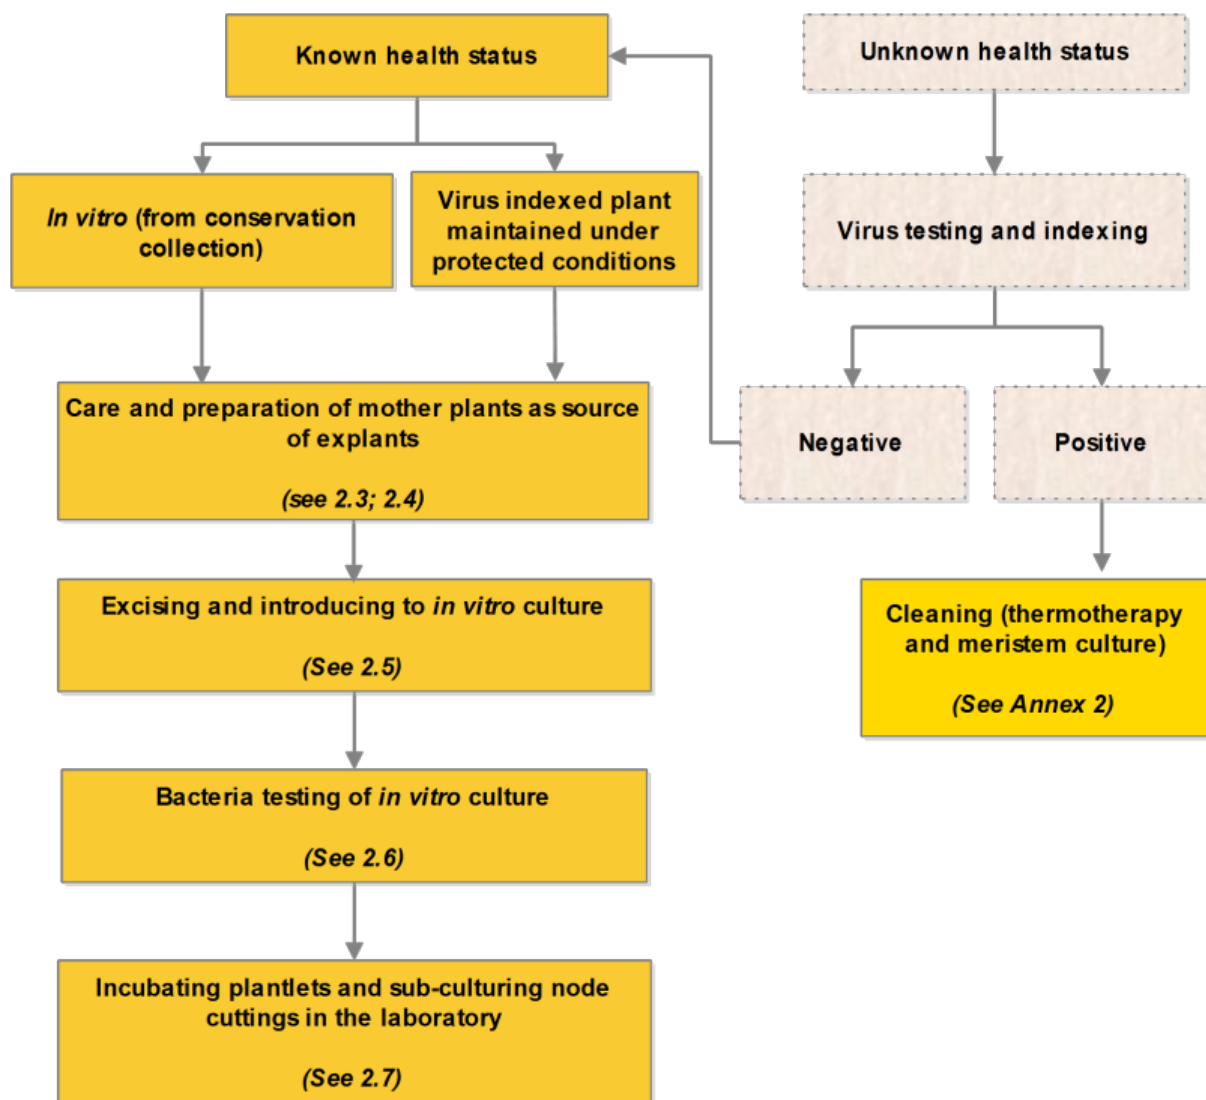 Known health status
Unknown health status
In vitro (from conservation
collection)
Virus indexed plant
maintained under
protected conditions
Virus testing and indexing
Care and preparation of mother plants as source
of explants
(see 2.3; 2.4)
Negative
Positive
Excising and introducing to in vitro culture
(See 2.5)
Cleaning (thermotherapy
and meristem culture)
(See Annex 2)
Bacteria testing of in vitro culture
(See 2.6)
Incubating plantlets and sub-culturing node
cuttings in the laboratory
(See 2.7)